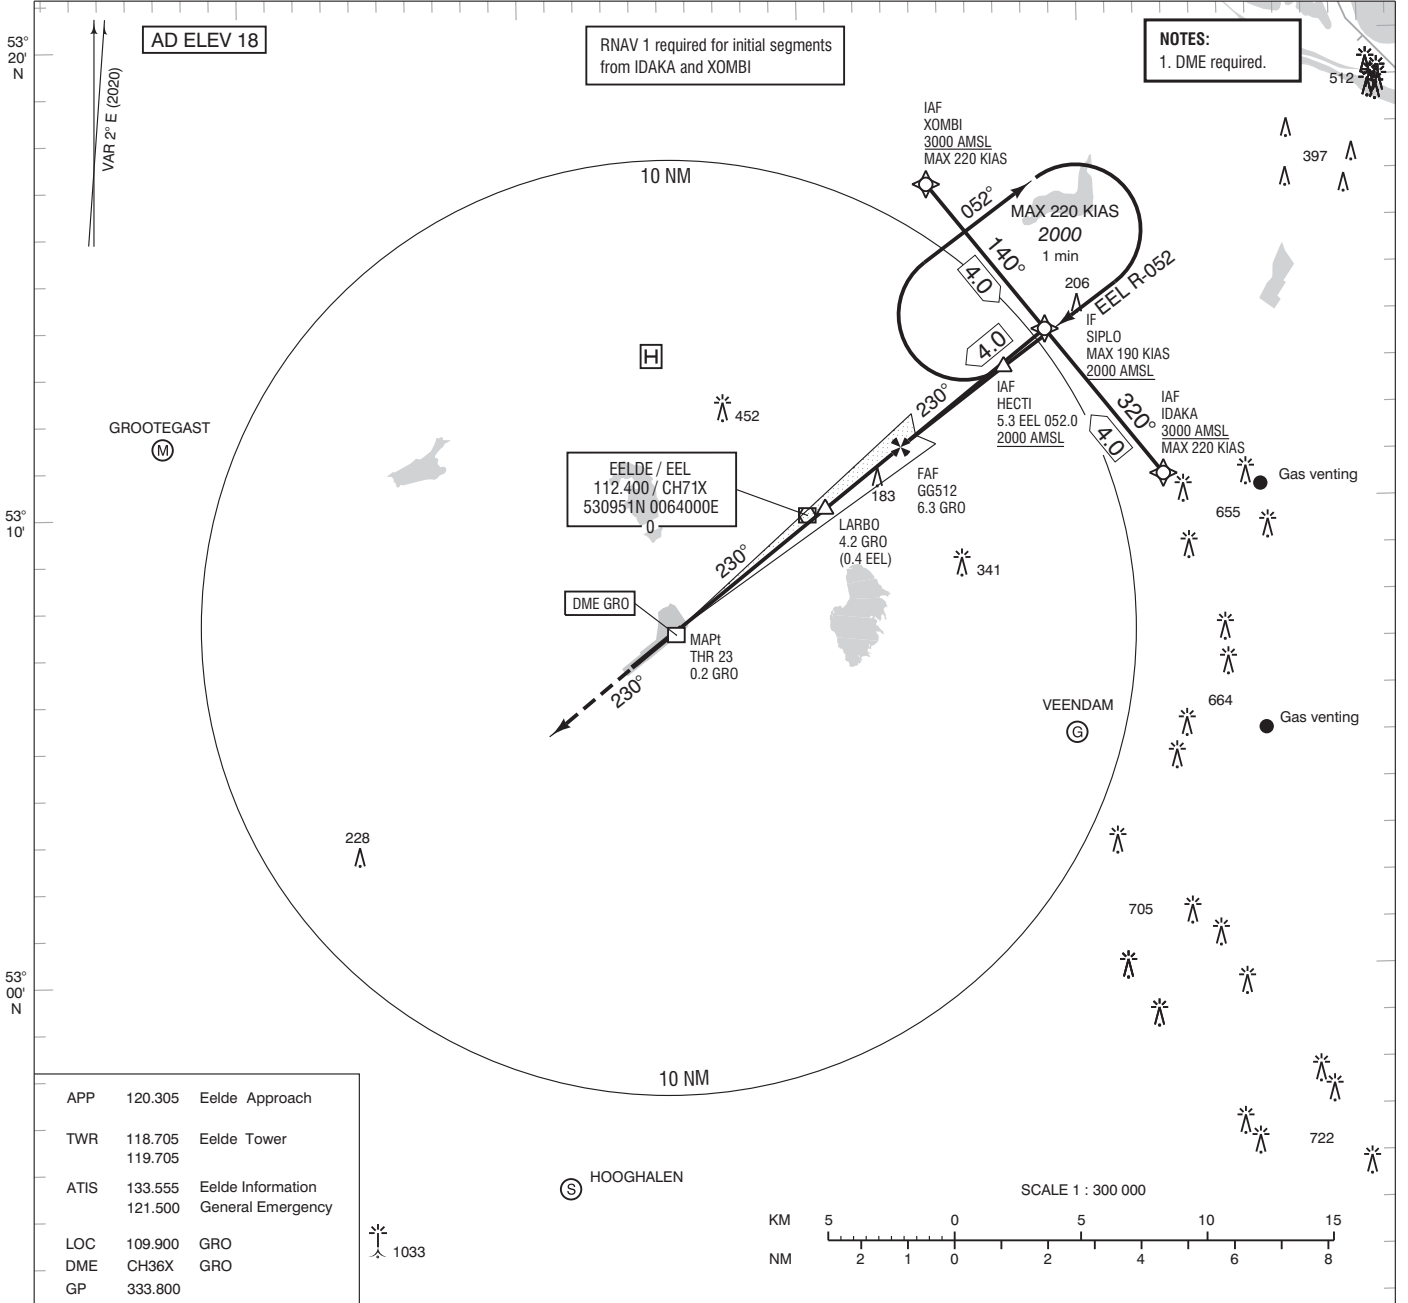 53°
20'
N
VAR 2° E (2020)
AD ELEV 18
RNAV 1 required for initial segments
from IDAKA and XOMBI
NOTES:
1. DME required.
512
397
IAF
XOMBI
3000 AMSL
MAX 220 KIAS
10 NM
052°
MAX 220 KIAS
2000
1 min
140°
4.0
206
EEL R-052
IF
SIPLO
MAX 190 KIAS
2000 AMSL
4.0
H
230°
IAF
HECTI
5.3 EEL 052.0
2000 AMSL
320°
4.0
IAF
IDAKA
3000 AMSL
MAX 220 KIAS
452
GROOTEGAST
M
EELDE / EEL
112.400 / CH71X
530951N 0064000E
0
183
FAF
GG512
6.3 GRO
Gas venting
655
53°
10'
LARBO
4.2 GRO
(0.4 EEL)
230°
341
DME GRO
MAPt
THR 23
0.2 GRO
230°
VEENDAM
G
664
Gas venting
228
705
53°
00'
N
10 NM
APP 120.305 Eelde Approach
TWR 118.705 Eelde Tower
119.705
ATIS 133.555 Eelde Information
121.500 General Emergency
LOC 109.900 GRO
DME CH36X GRO
GP 333.800
1033
S
HOOGHALEN
722
SCALE 1 : 300 000
KM 5 0 5 10 15
NM 2 1 0 2 4 6 8